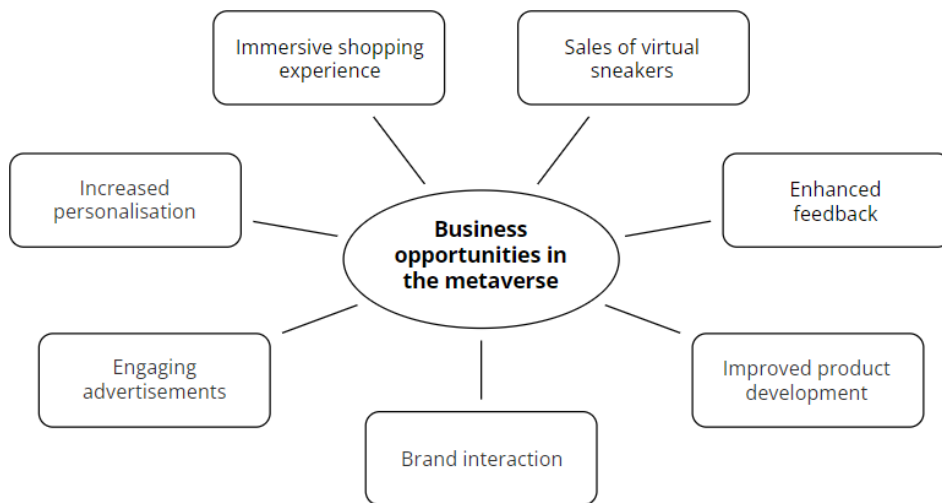 Immersive shopping
experience
Sales of virtual
sneakers
Increased
personalisation
Enhanced
feedback
Business
opportunities in
the metaverse
Engaging
advertisements
Improved product
development
Brand interaction